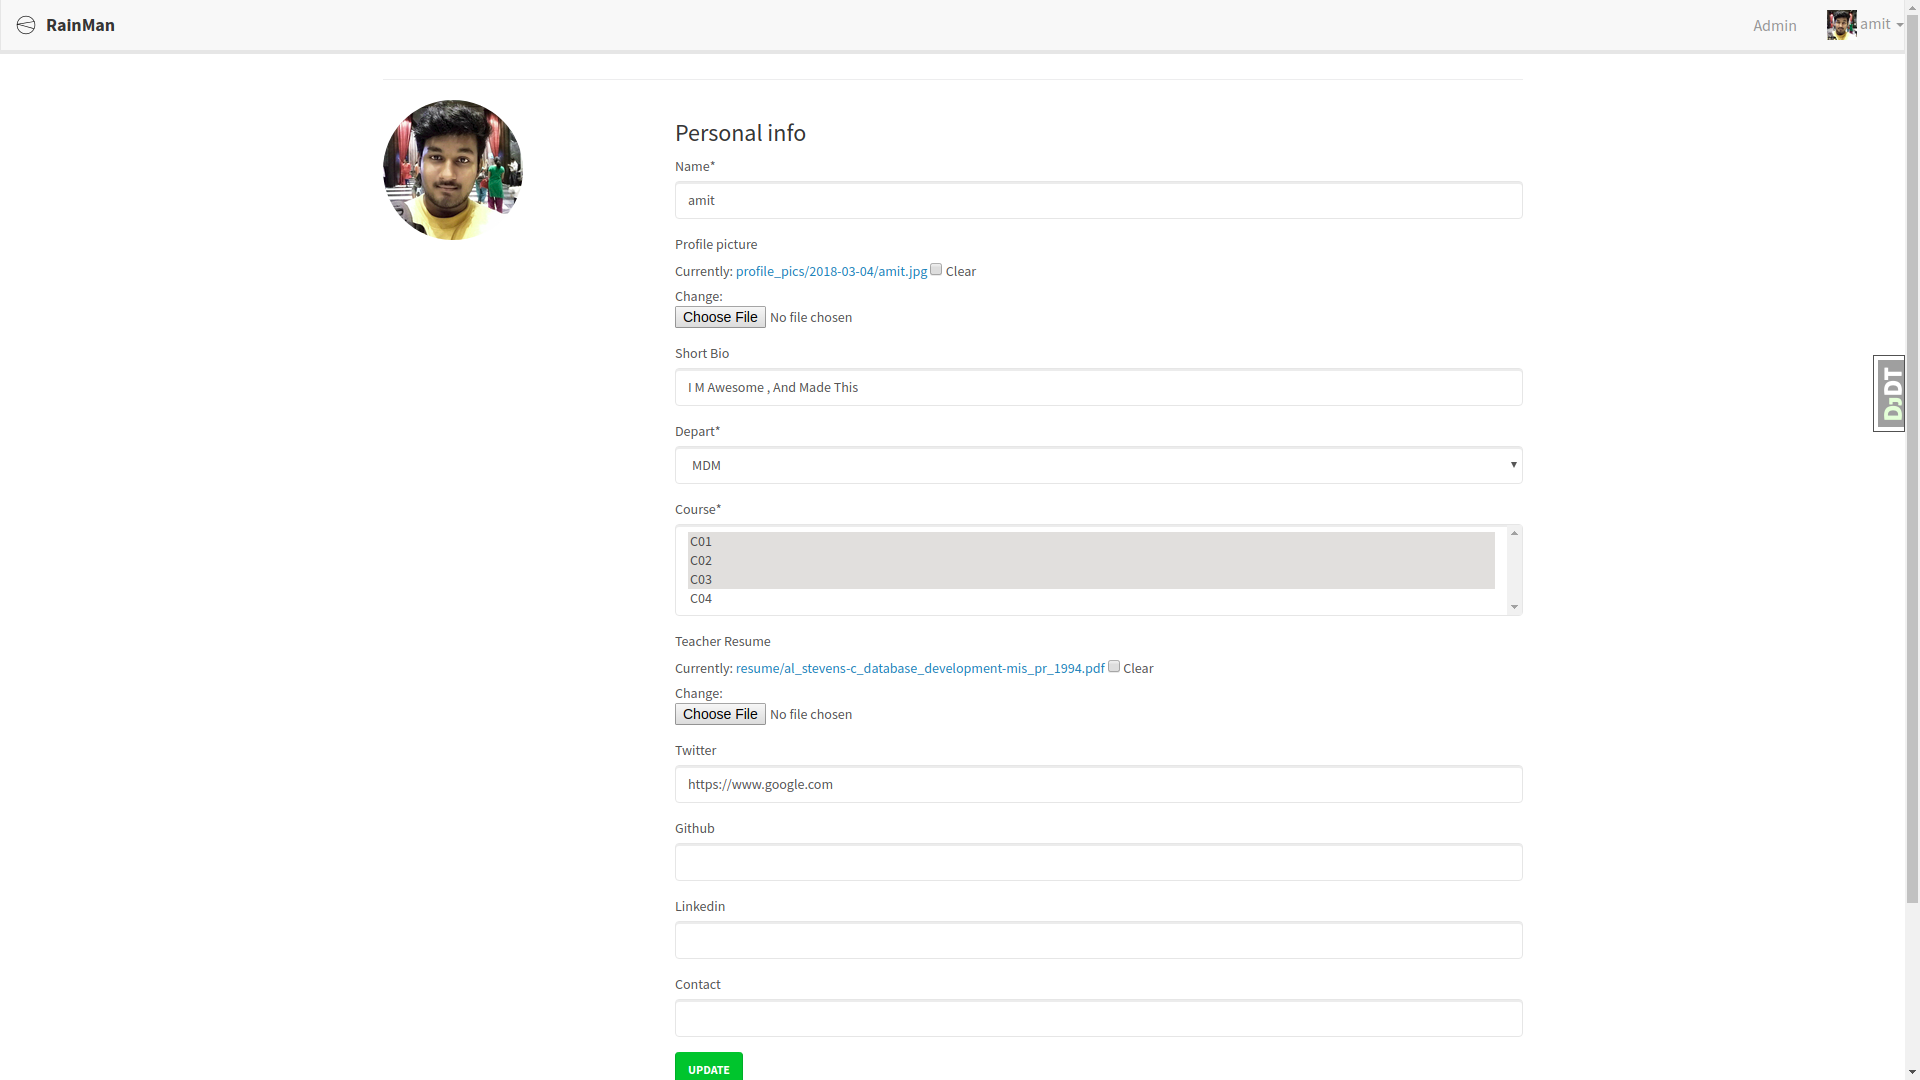 RainMan
Admin
amit
Personal info
Name*
amit
Profile picture
Currently: profile_pics/2018-03-04/amit.jpg Clear
Change:
Choose File No file chosen
Short Bio
I M Awesome , And Made This
Depart*
MDM
Course*
C01
C02
C03
C04
Teacher Resume
Currently: resume/al_stevens-c_database_development-mis_pr_1994.pdf Clear
Change:
Choose File No file chosen
Twitter
https://www.google.com
Github
Linkedin
Contact
UPDATE
DJDT